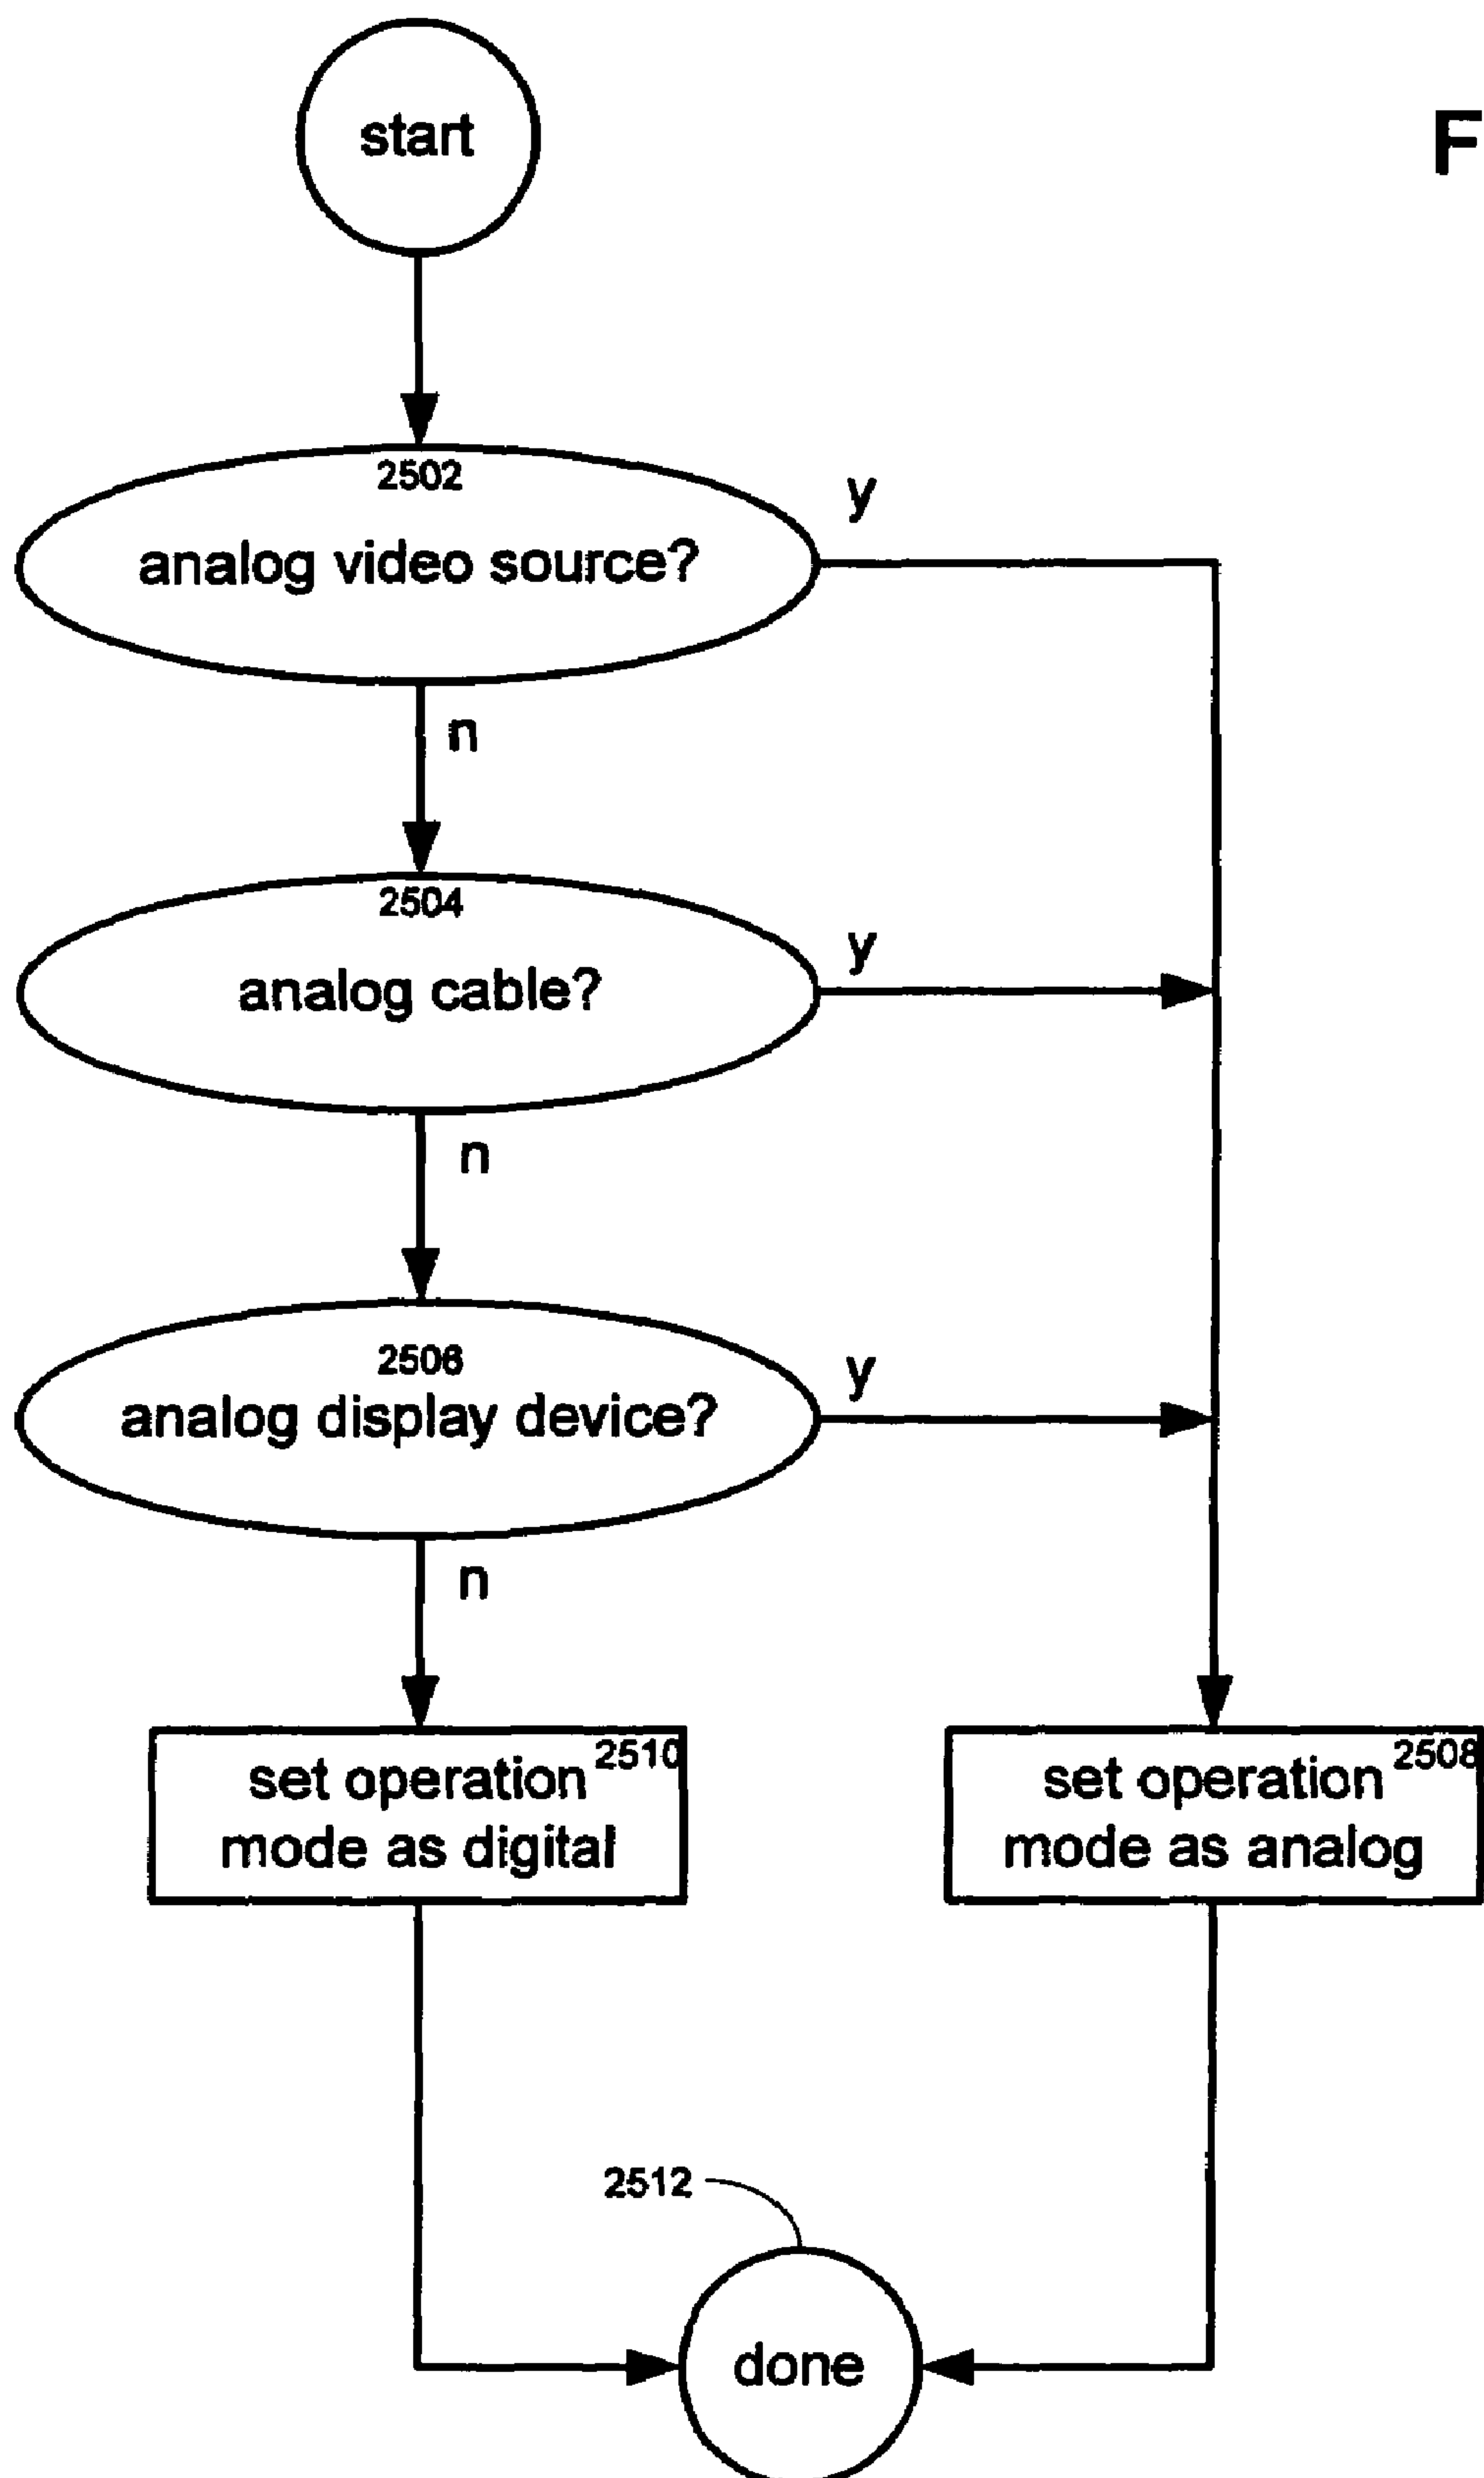 start
F
2502
analog video source?
y
n
2504
analog cable?
y
n
2506
analog display device?
y
n
2510
set operation
mode as digital
2508
set operation
mode as analog
2512
done